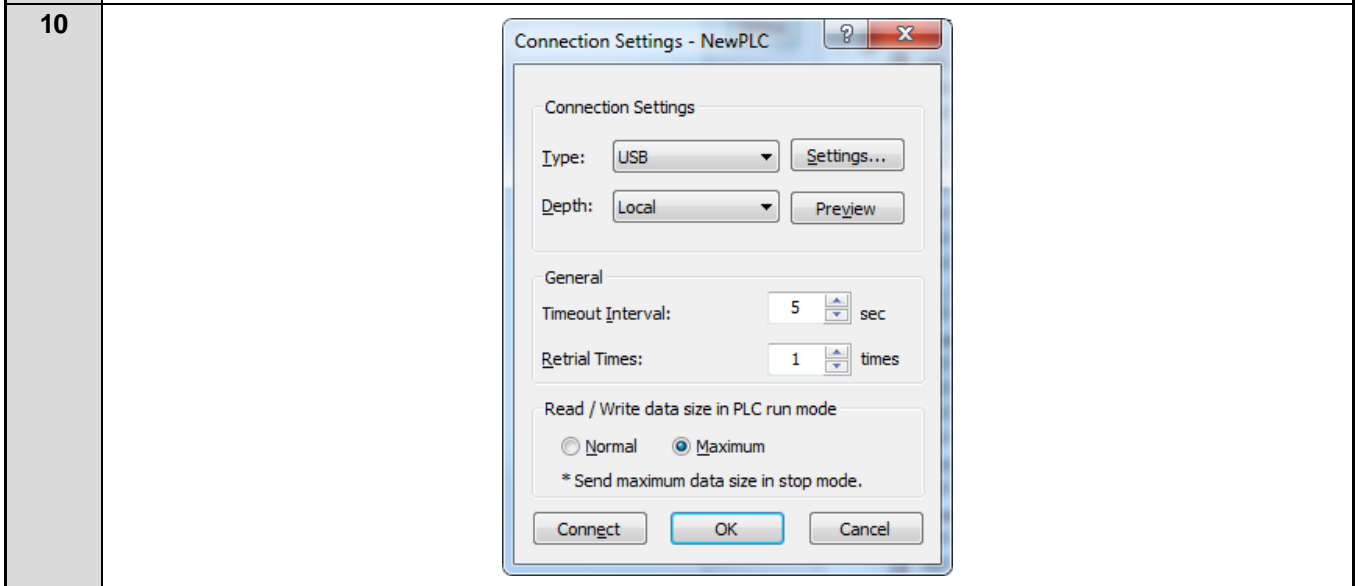 10
Connection Settings - NewPLC
Connection Settings
Type: USB Settings...
Depth: Local Preview
General
Timeout Interval: 5 sec
Retrial Times: 1 times
Read / Write data size in PLC run mode
Normal Maximum
* Send maximum data size in stop mode.
Connect OK Cancel